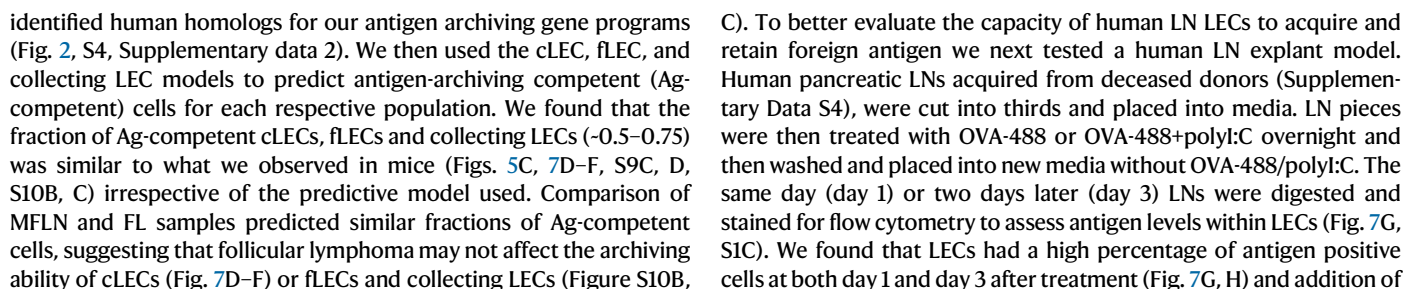 identified human homologs for our antigen archiving gene programs
(Fig. 2, S4, Supplementary data 2). We then used the cLEC, fLEC, and
collecting LEC models to predict antigen-archiving competent (Ag-
competent) cells for each respective population. We found that the
fraction of Ag-competent cLECs, fLECs and collecting LECs (~0.5–0.75)
was similar to what we observed in mice (Figs. 5C, 7D–F, S9C, D,
S10B, C) irrespective of the predictive model used. Comparison of
MFLN and FL samples predicted similar fractions of Ag-competent
cells, suggesting that follicular lymphoma may not affect the archiving
ability of cLECs (Fig. 7D–F) or fLECs and collecting LECs (Figure S10B,
C). To better evaluate the capacity of human LN LECs to acquire and
retain foreign antigen we next tested a human LN explant model.
Human pancreatic LNs acquired from deceased donors (Supplemen-
tary Data S4), were cut into thirds and placed into media. LN pieces
were then treated with OVA-488 or OVA-488+polyI:C overnight and
then washed and placed into new media without OVA-488/polyI:C. The
same day (day 1) or two days later (day 3) LNs were digested and
stained for flow cytometry to assess antigen levels within LECs (Fig. 7G,
S1C). We found that LECs had a high percentage of antigen positive
cells at both day 1 and day 3 after treatment (Fig. 7G, H) and addition of